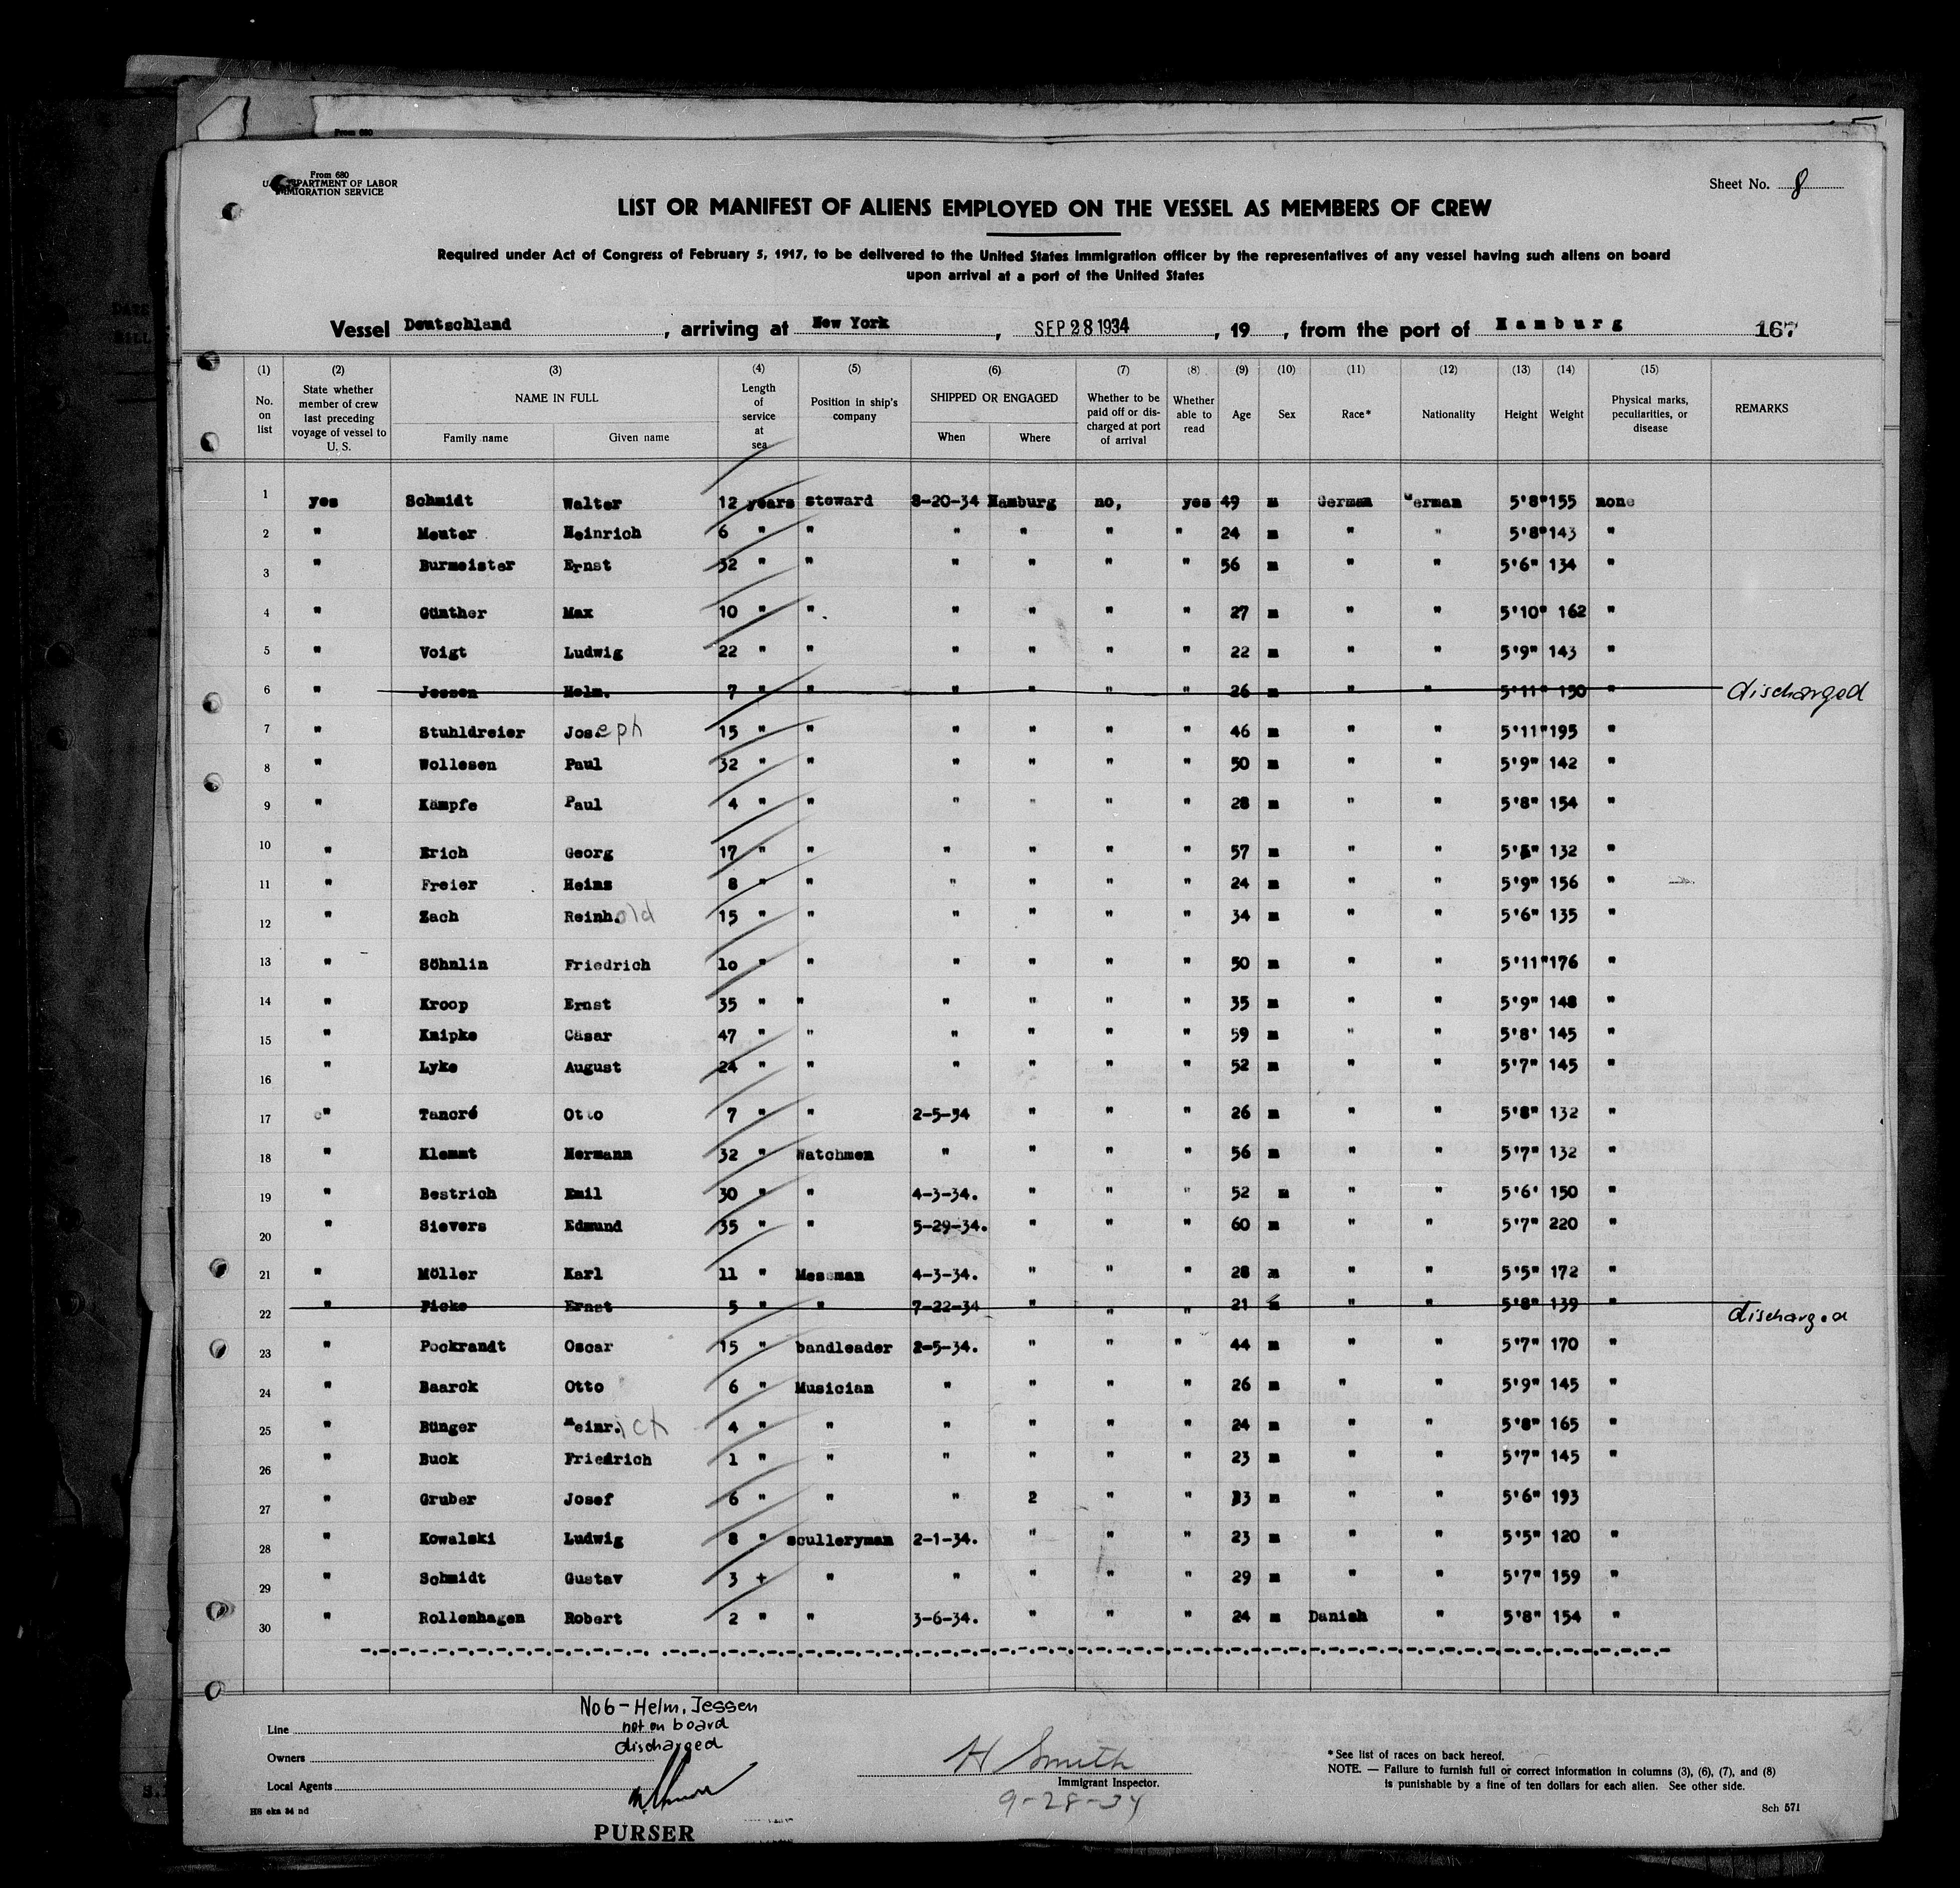 From 680
From 680
U. DEPARTMENT OF LABOR
IMMIGRATION SERVICE
Sheet No. 8
LIST OR MANIFEST OF ALIENS EMPLOYED ON THE VESSEL AS MEMBERS OF CREW
Required under Act of Congress of February 5, 1917, to be delivered to the United States Immigration officer by the representatives of any vessel having such aliens on board
upon arrival at a port of the United States
Vessel Deutschland, arriving at New York, SEP 28 1934, 19, from the port of Hamburg 167
(1) No. on list (2) State whether member of crew last preceding voyage of vessel to U. S. (3) NAME IN FULL Family name Given name (4) Length of service at sea (5) Position in ship's company (6) SHIPPED OR ENGAGED When Where (7) Whether to be paid off or dis-charged at port of arrival (8) Whether able to read (9) Age (10) Sex (11) Race* (12) Nationality (13) Height (14) Weight (15) Physical marks, peculiarities, or disease REMARKS
1 yes Schmidt Walter 12 years steward 8-20-34 Hamburg no, yes 49 m German German 5'8" 155 none
2 " Meuter Heinrich 6 " " " " " " 24 m " " 5'8" 143 "
3 " Burmeister Ernst 32 " " " " " " 56 m " " 5'6" 134 "
4 " Günther Max 10 " " " " " " 27 m " " 5'10" 162 "
5 " Voigt Ludwig 22 " " " " " " 22 m " " 5'9" 143 "
6 " Jessen Helm. 7 " " " " " " 26 m " " 5'11" 150 " discharged
7 " Stuhldreier Joseph 15 " " " " " " 46 m " " 5'11" 195 "
8 " Wollesen Paul 32 " " " " " " 50 m " " 5'9" 142 "
9 " Kämpfe Paul 4 " " " " " " 28 m " " 5'8" 154 "
10 " Erich Georg 17 " " " " " " 57 m " " 132 "
11 " Freier Heins 8 " " " " " " 24 m " " 5'9" 156 "
12 " Zach Reinh.old 15 " " " " " " 34 m " " 5'6" 135 "
13 " Söhnlin Friedrich lo " " " " " " 50 m " " 5'11" 176 "
14 " Kroop Ernst 35 " " " " " " 35 m " " 5'9" 148 "
15 " Knipke Cäsar 47 " " " " " " 59 m " " 5'8' 145 "
16 " Lyke August 24 " " " " " " 52 m " " 5'7" 145 "
17 " Tancré Otto 7 " " 2-5-34 " " " 26 m " " 5'8" 132 "
18 " Klemmt Hermann 32 " Watchmen " " " " 56 m " " 5'7" 132 "
19 " Bestrich Emil 30 " " 4-3-34. " " " 52 m " " 5'6' 150 "
20 " Sievers Edmund 35 " " 5-29-34. " " " 60 m " " 5'7" 220 "
21 " Möller Karl 11 " Messman 4-3-34. " " " 28 m " " 5'5" 172 "
22 " Ficke Ernst 5 " " 7-22-34 " " " 21 m " " 5'8" 139 " discharged
23 " Pockrandt Oscar 15 " bandleader 2-5-34. " " " 44 m " " 5'7" 170 "
24 " Baarck Otto 6 " Musician " " " " 26 m " " 5'9" 145 "
25 " Bünger Heinr.ich 4 " " " " " " 24 m " " 5'8" 165 "
26 " Buck Friedrich 1 " " " " " " 23 m " " 5'7" 145 "
27 " Gruber Josef 6 " " " 2 " " m " " 5'6" 193
28 " Kowalski Ludwig 8 " sculleryman 2-1-34. " " " 23 m " " 5'5" 120 "
29 " Schmidt Gustav 3 + " " " " " 29 m " " 5'7" 159 "
30 " Rollenhagen Robert 2 " " 3-6-34. " " " 24 m Danish " 5'8" 154 "
No6-Helm. Jessen
not on board
discharged
Line
Owners
Local Agents
H8 eka 34 nd
PURSER
H Smith
Immigrant Inspector.
9-28-34
*See list of races on back hereof.
NOTE. — Failure to furnish full or correct information in columns (3), (6), (7), and (8)
is punishable by a fine of ten dollars for each alien. See other side.
Sch 571